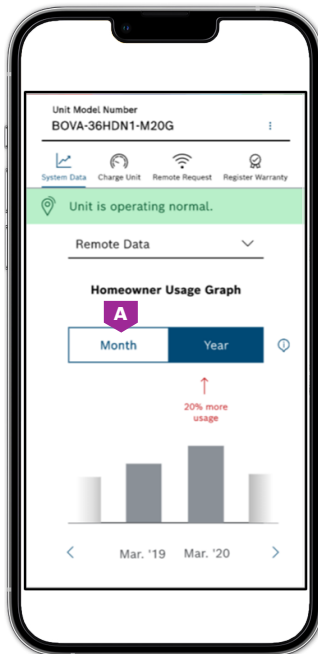 Unit Model Number
BOVA-36HDN1-M20G
System Data Charge Unit Remote Request Register Warranty
Unit is operating normal.
Remote Data
Homeowner Usage Graph
A
Month Year
20% more
usage
Mar. '19 Mar. '20